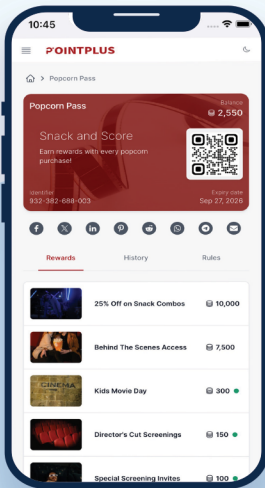 10:45
POINTPLUS
Popcorn Pass
Popcorn Pass
Balance
2,550
Snack and Score
Earn rewards with every popcorn
purchase!
Identifier
932-382-688-003
Expiry date
Sep 27, 2026
Rewards
History
Rules
25% Off on Snack Combos
10,000
Behind The Scenes Access
7,500
CINEMA
Kids Movie Day
300
Director's Cut Screenings
150
Special Screening Invites
100